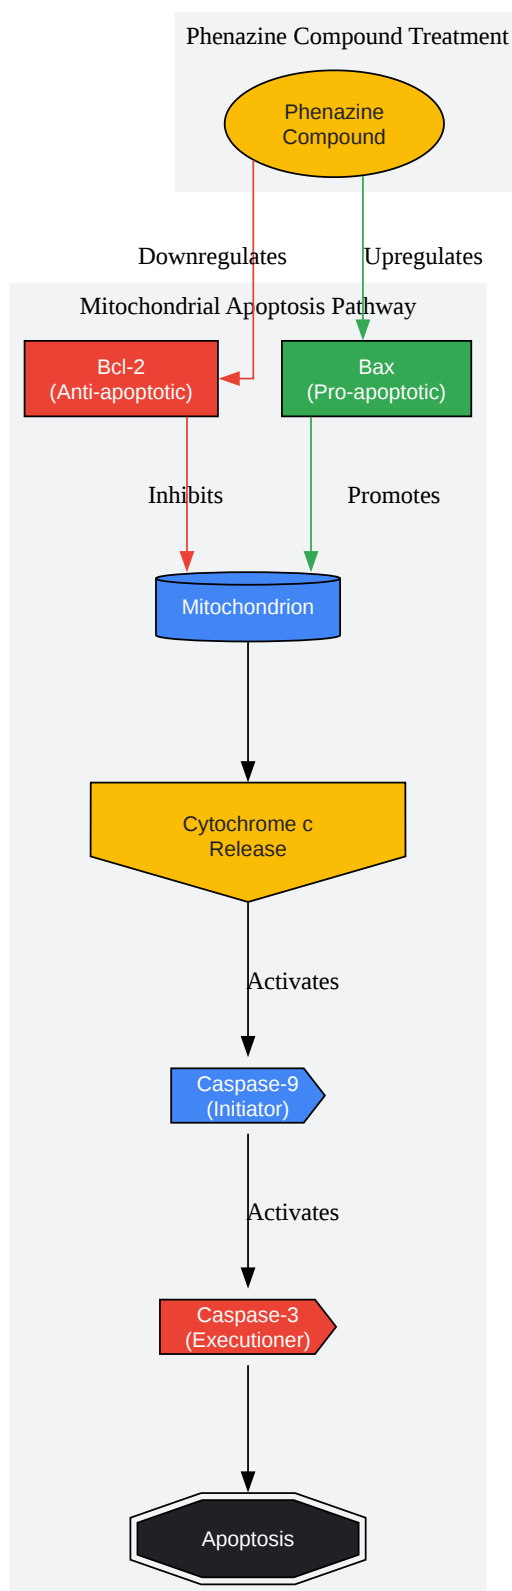 Phenazine Compound Treatment
Phenazine
Compound
Downregulates
Upregulates
Mitochondrial Apoptosis Pathway
Bcl-2
(Anti-apoptotic)
Bax
(Pro-apoptotic)
Inhibits
Promotes
Mitochondrion
Cytochrome c
Release
Activates
Caspase-9
(Initiator)
Activates
Caspase-3
(Executioner)
Apoptosis